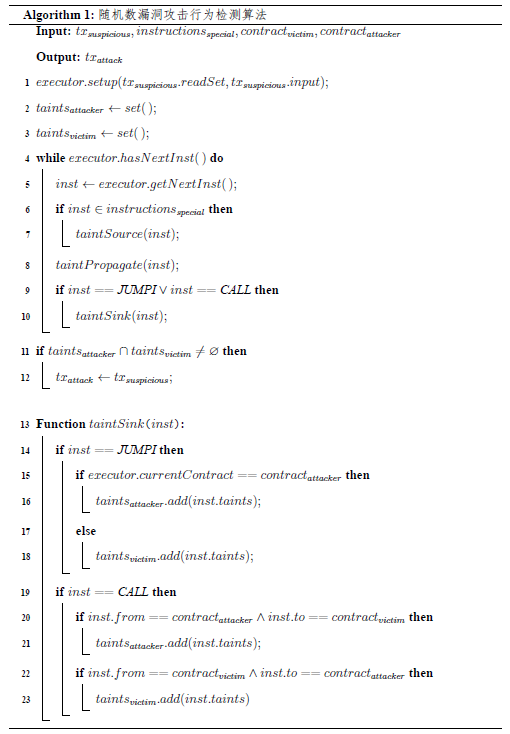 Algorithm 1: 随机数漏洞攻击行为检测算法
Input: tx_suspicious, instructions_special, contract_victim, contract_attacker
Output: tx_attack
1 executor.setup(tx_suspicious.readSet, tx_suspicious.input);
2 taints_attacker ← set( );
3 taints_victim ← set( );
4 while executor.hasNextInst( ) do
5 inst ← executor.getNextInst( );
6 if inst ∈ instructions_special then
7 taintSource(inst);
8 taintPropagate(inst);
9 if inst == JUMPI ∨ inst == CALL then
10 taintSink(inst);
11 if taints_attacker ∩ taints_victim ≠ ∅ then
12 tx_attack ← tx_suspicious;
13 Function taintSink(inst):
14 if inst == JUMPI then
15 if executor.currentContract == contract_attacker then
16 taints_attacker.add(inst.taints);
17 else
18 taints_victim.add(inst.taints);
19 if inst == CALL then
20 if inst.from == contract_attacker ∧ inst.to == contract_victim then
21 taints_attacker.add(inst.taints);
22 if inst.from == contract_victim ∧ inst.to == contract_attacker then
23 taints_victim.add(inst.taints)